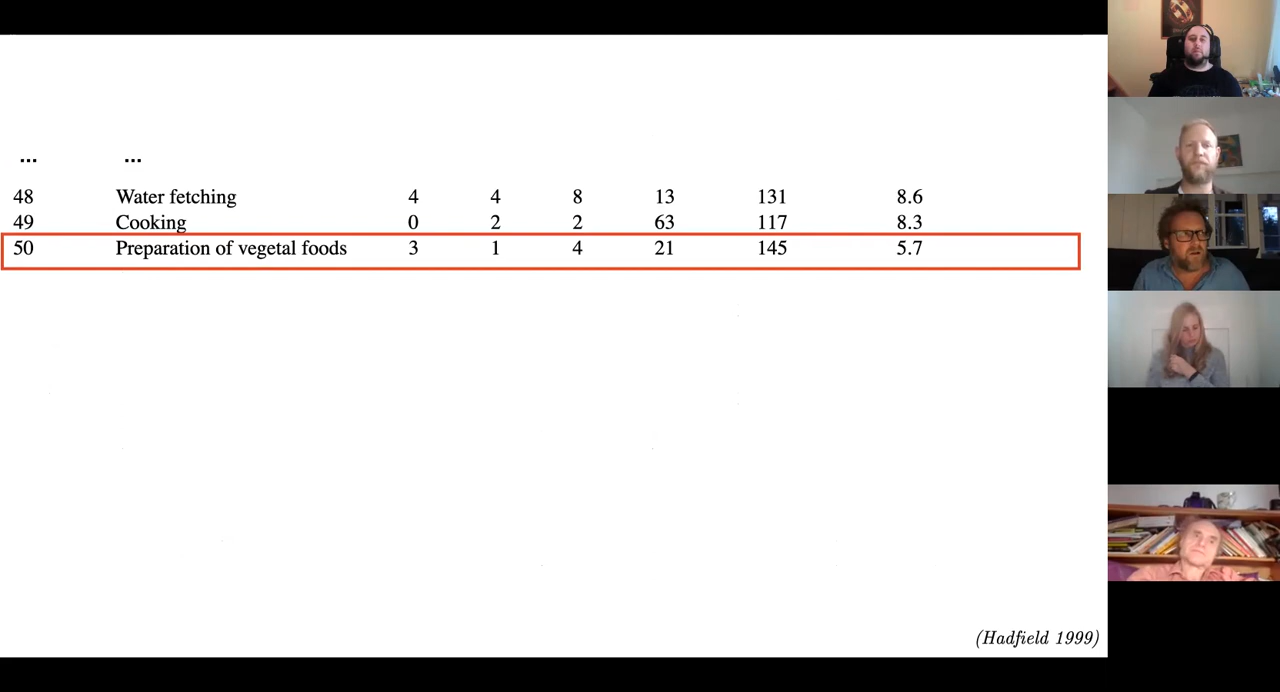 ... ...
48 Water fetching 4 4 8 13 131 8.6
49 Cooking 0 2 2 63 117 8.3
50 Preparation of vegetal foods 3 1 4 21 145 5.7
(Hadfield 1999)